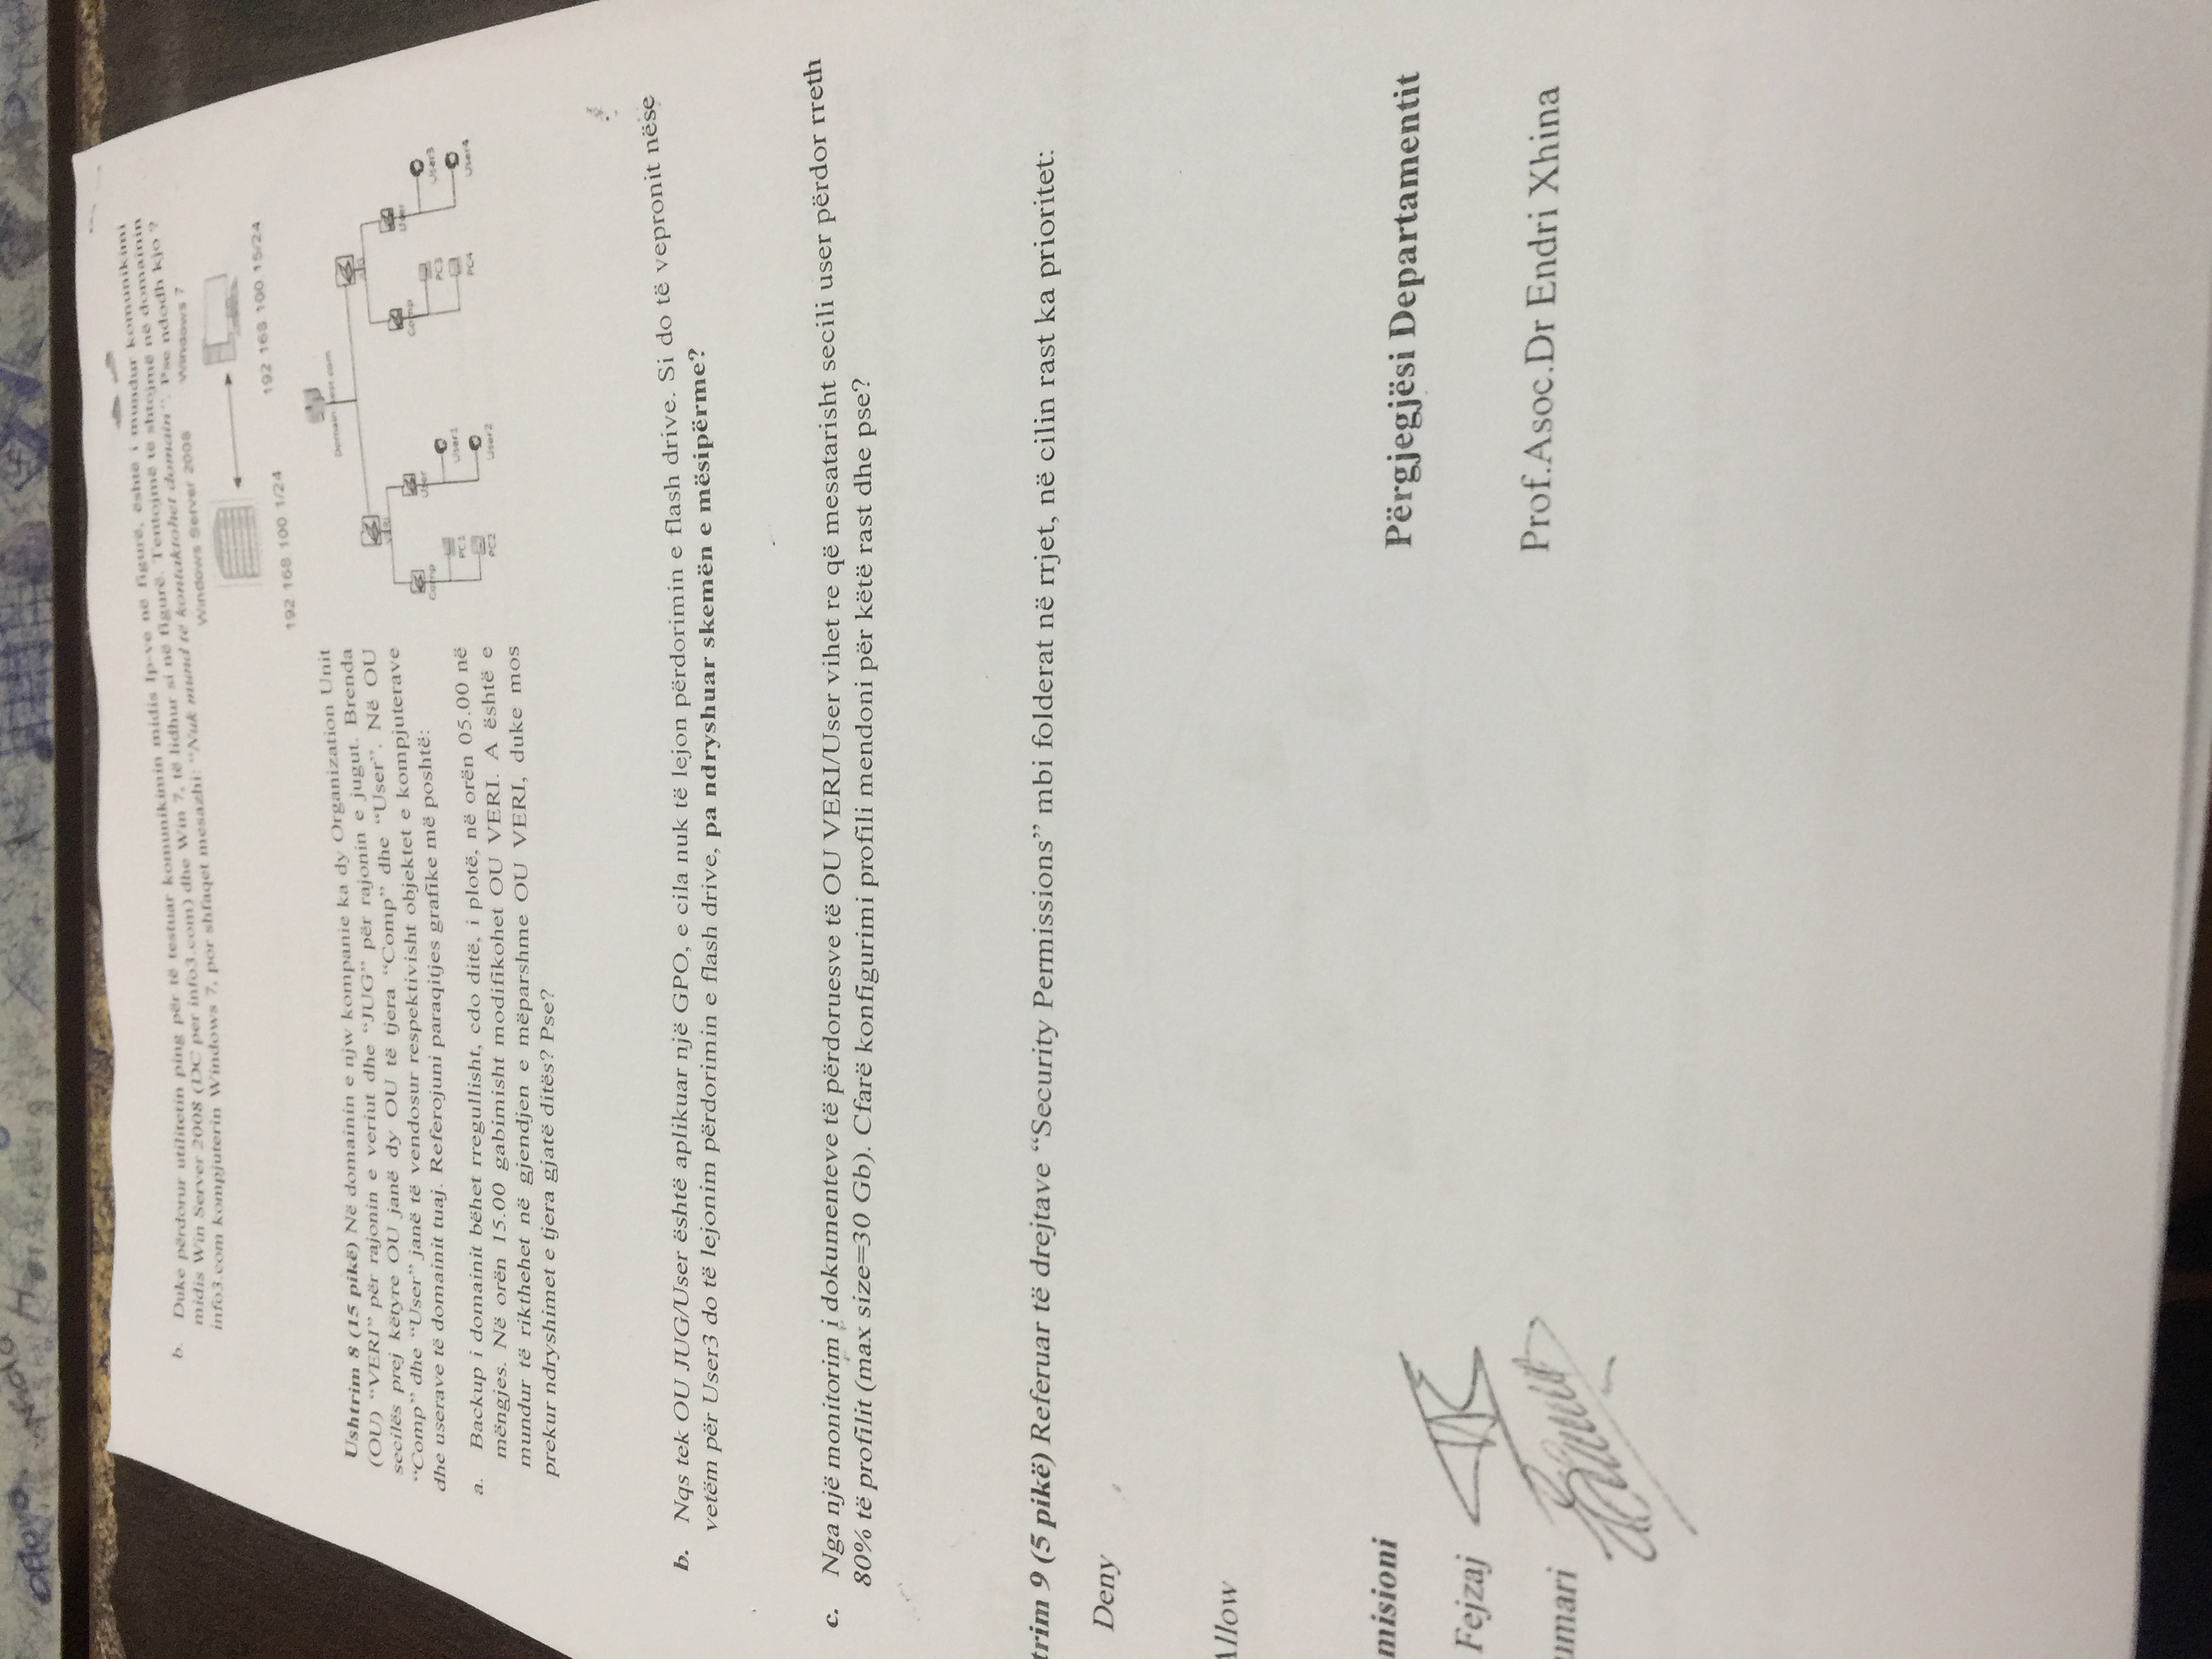 b. Duke përdorur utilitetin ping për të testuar komunikimin midis Ip-ve në figurë, është i mundur komunikimi
midis Win Server 2008 (DC per info3.com) dhe Win 7, të lidhur si në figurë. Tentojmë të shtojmë në domainin
info3.com kompjuterin Windows 7, por shfaqet mesazhi: “Nuk mund të kontaktohet domain”. Pse ndodh kjo ?
Windows Server 2008 Windows 7
192.168.100.1/24 192.168.100.15/24
Ushtrim 8 (15 pikë) Në domainin e njw kompanie ka dy Organization Unit
(OU) “VERI” për rajonin e veriut dhe “JUG” për rajonin e jugut. Brenda
secilës prej këtyre OU janë dy OU të tjera “Comp” dhe “User”. Në OU
“Comp” dhe “User” janë të vendosur respektivisht objektet e kompjuterave
dhe userave të domainit tuaj. Referojuni paraqitjes grafike më poshtë:
Comp User Comp User
PC1 User1 PC3 User3
PC2 User2 PC4 User4
a. Backup i domainit bëhet rregullisht, cdo ditë, i plotë, në orën 05.00 në
mëngjes. Në orën 15.00 gabimisht modifikohet OU VERI. A është e
mundur të rikthehet në gjendjen e mëparshme OU VERI, duke mos
prekur ndryshimet e tjera gjatë ditës? Pse?
b. Nqs tek OU JUG/User është aplikuar një GPO, e cila nuk të lejon përdorimin e flash drive. Si do të vepronit nëse
vetëm për User3 do të lejonim përdorimin e flash drive, pa ndryshuar skemën e mësipërme?
c. Nga një monitorim i dokumenteve të përdoruesve të OU VERI/User vihet re që mesatarisht secili user përdor rreth
80% të profilit (max size=30 Gb). Cfarë konfigurimi profili mendoni për këtë rast dhe pse?
trim 9 (5 pikë) Referuar të drejtave “Security Permissions” mbi folderat në rrjet, në cilin rast ka prioritet:
Deny
Allow
misioni
Përgjegjësi Departamentit
Fejzaj
umari
Prof.Asoc.Dr Endri Xhina